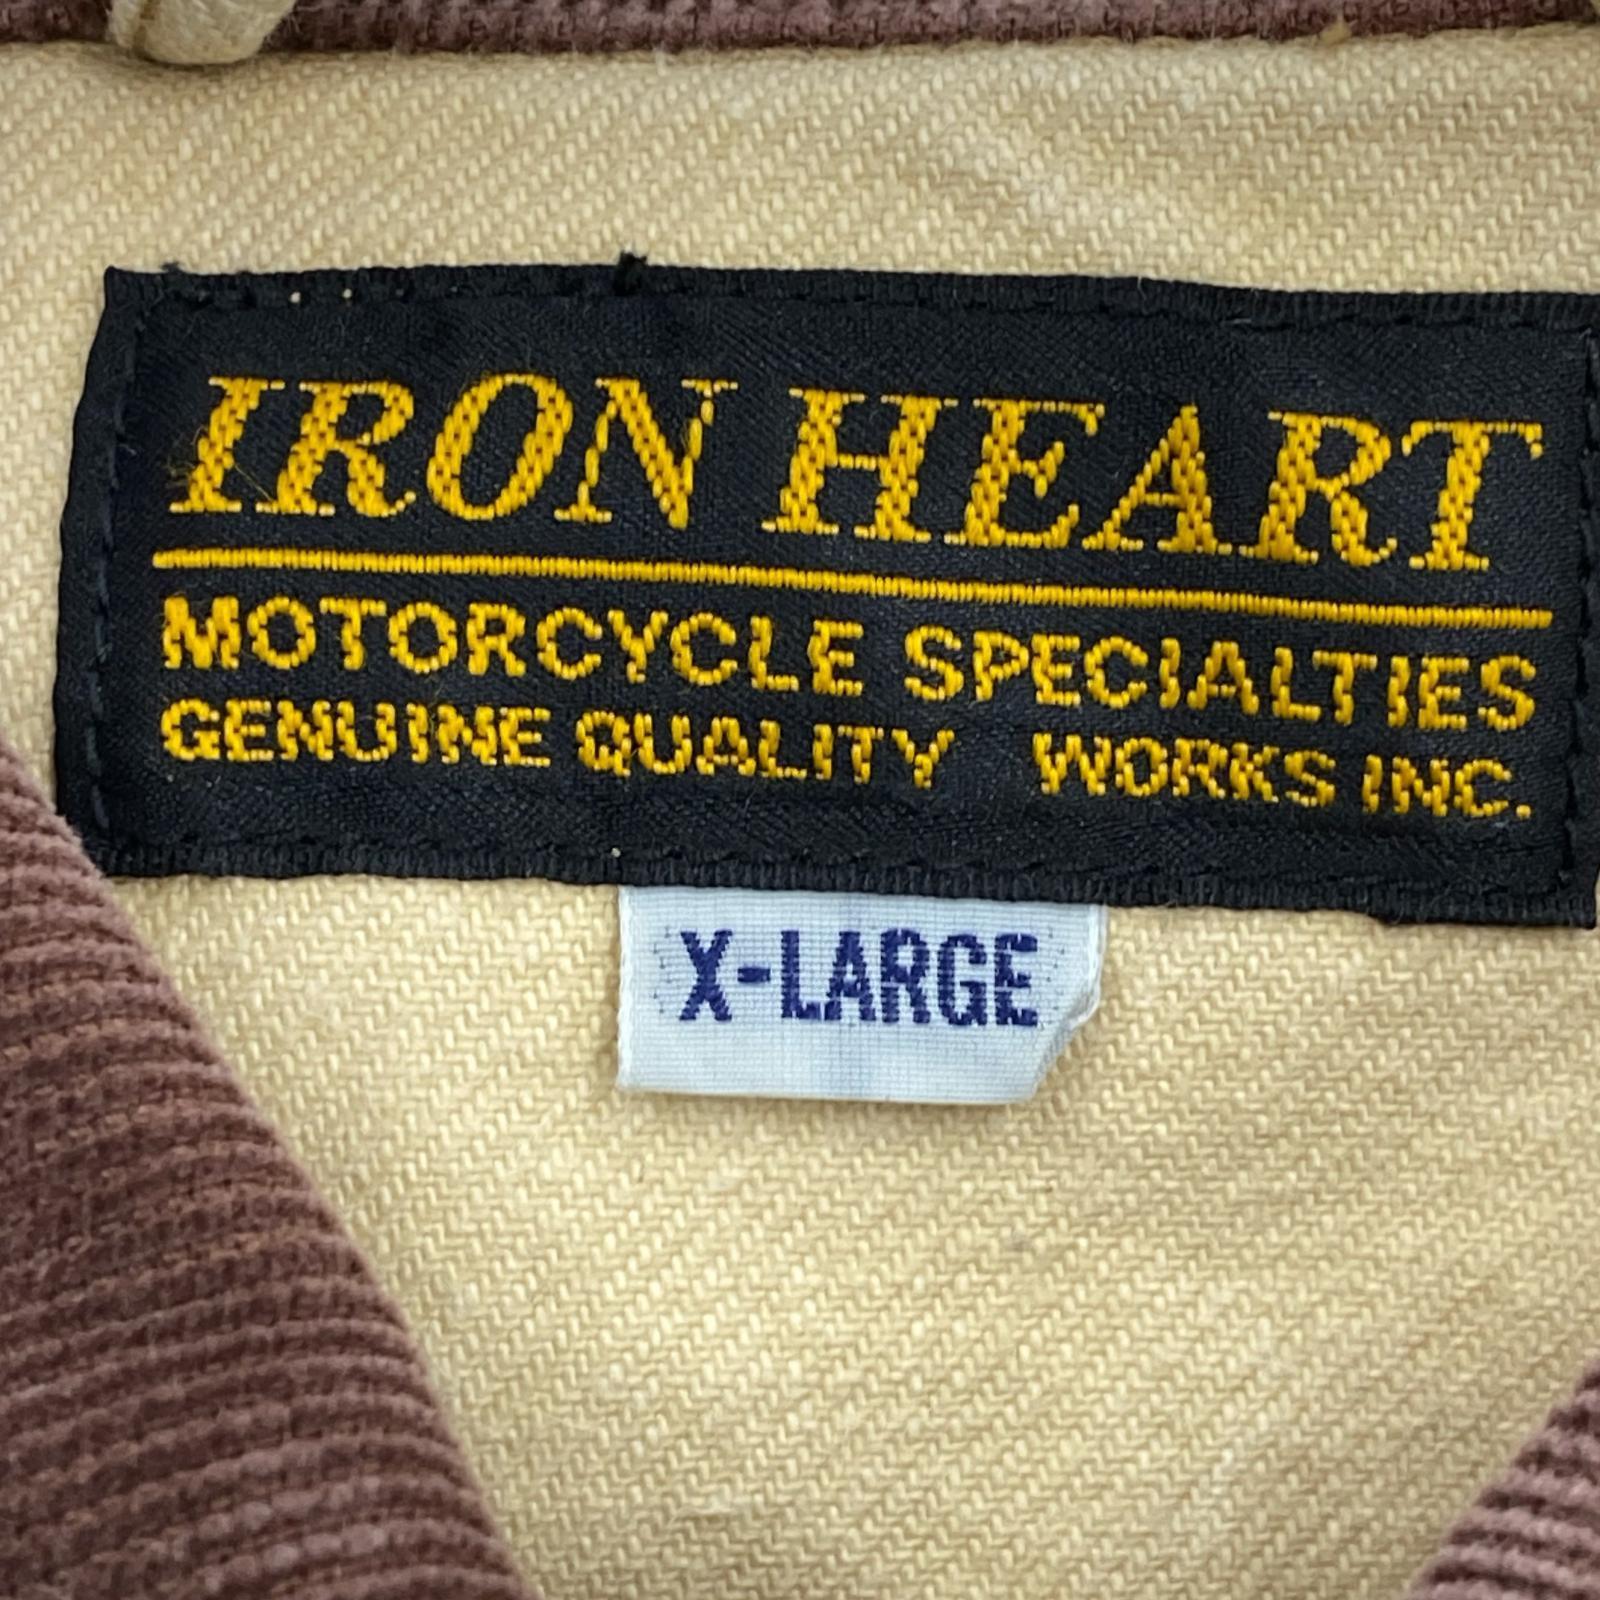 IRON HEART
MOTORCYCLE SPECIALTIES
GENUINE QUALITY WORKS INC.
X-LARGE